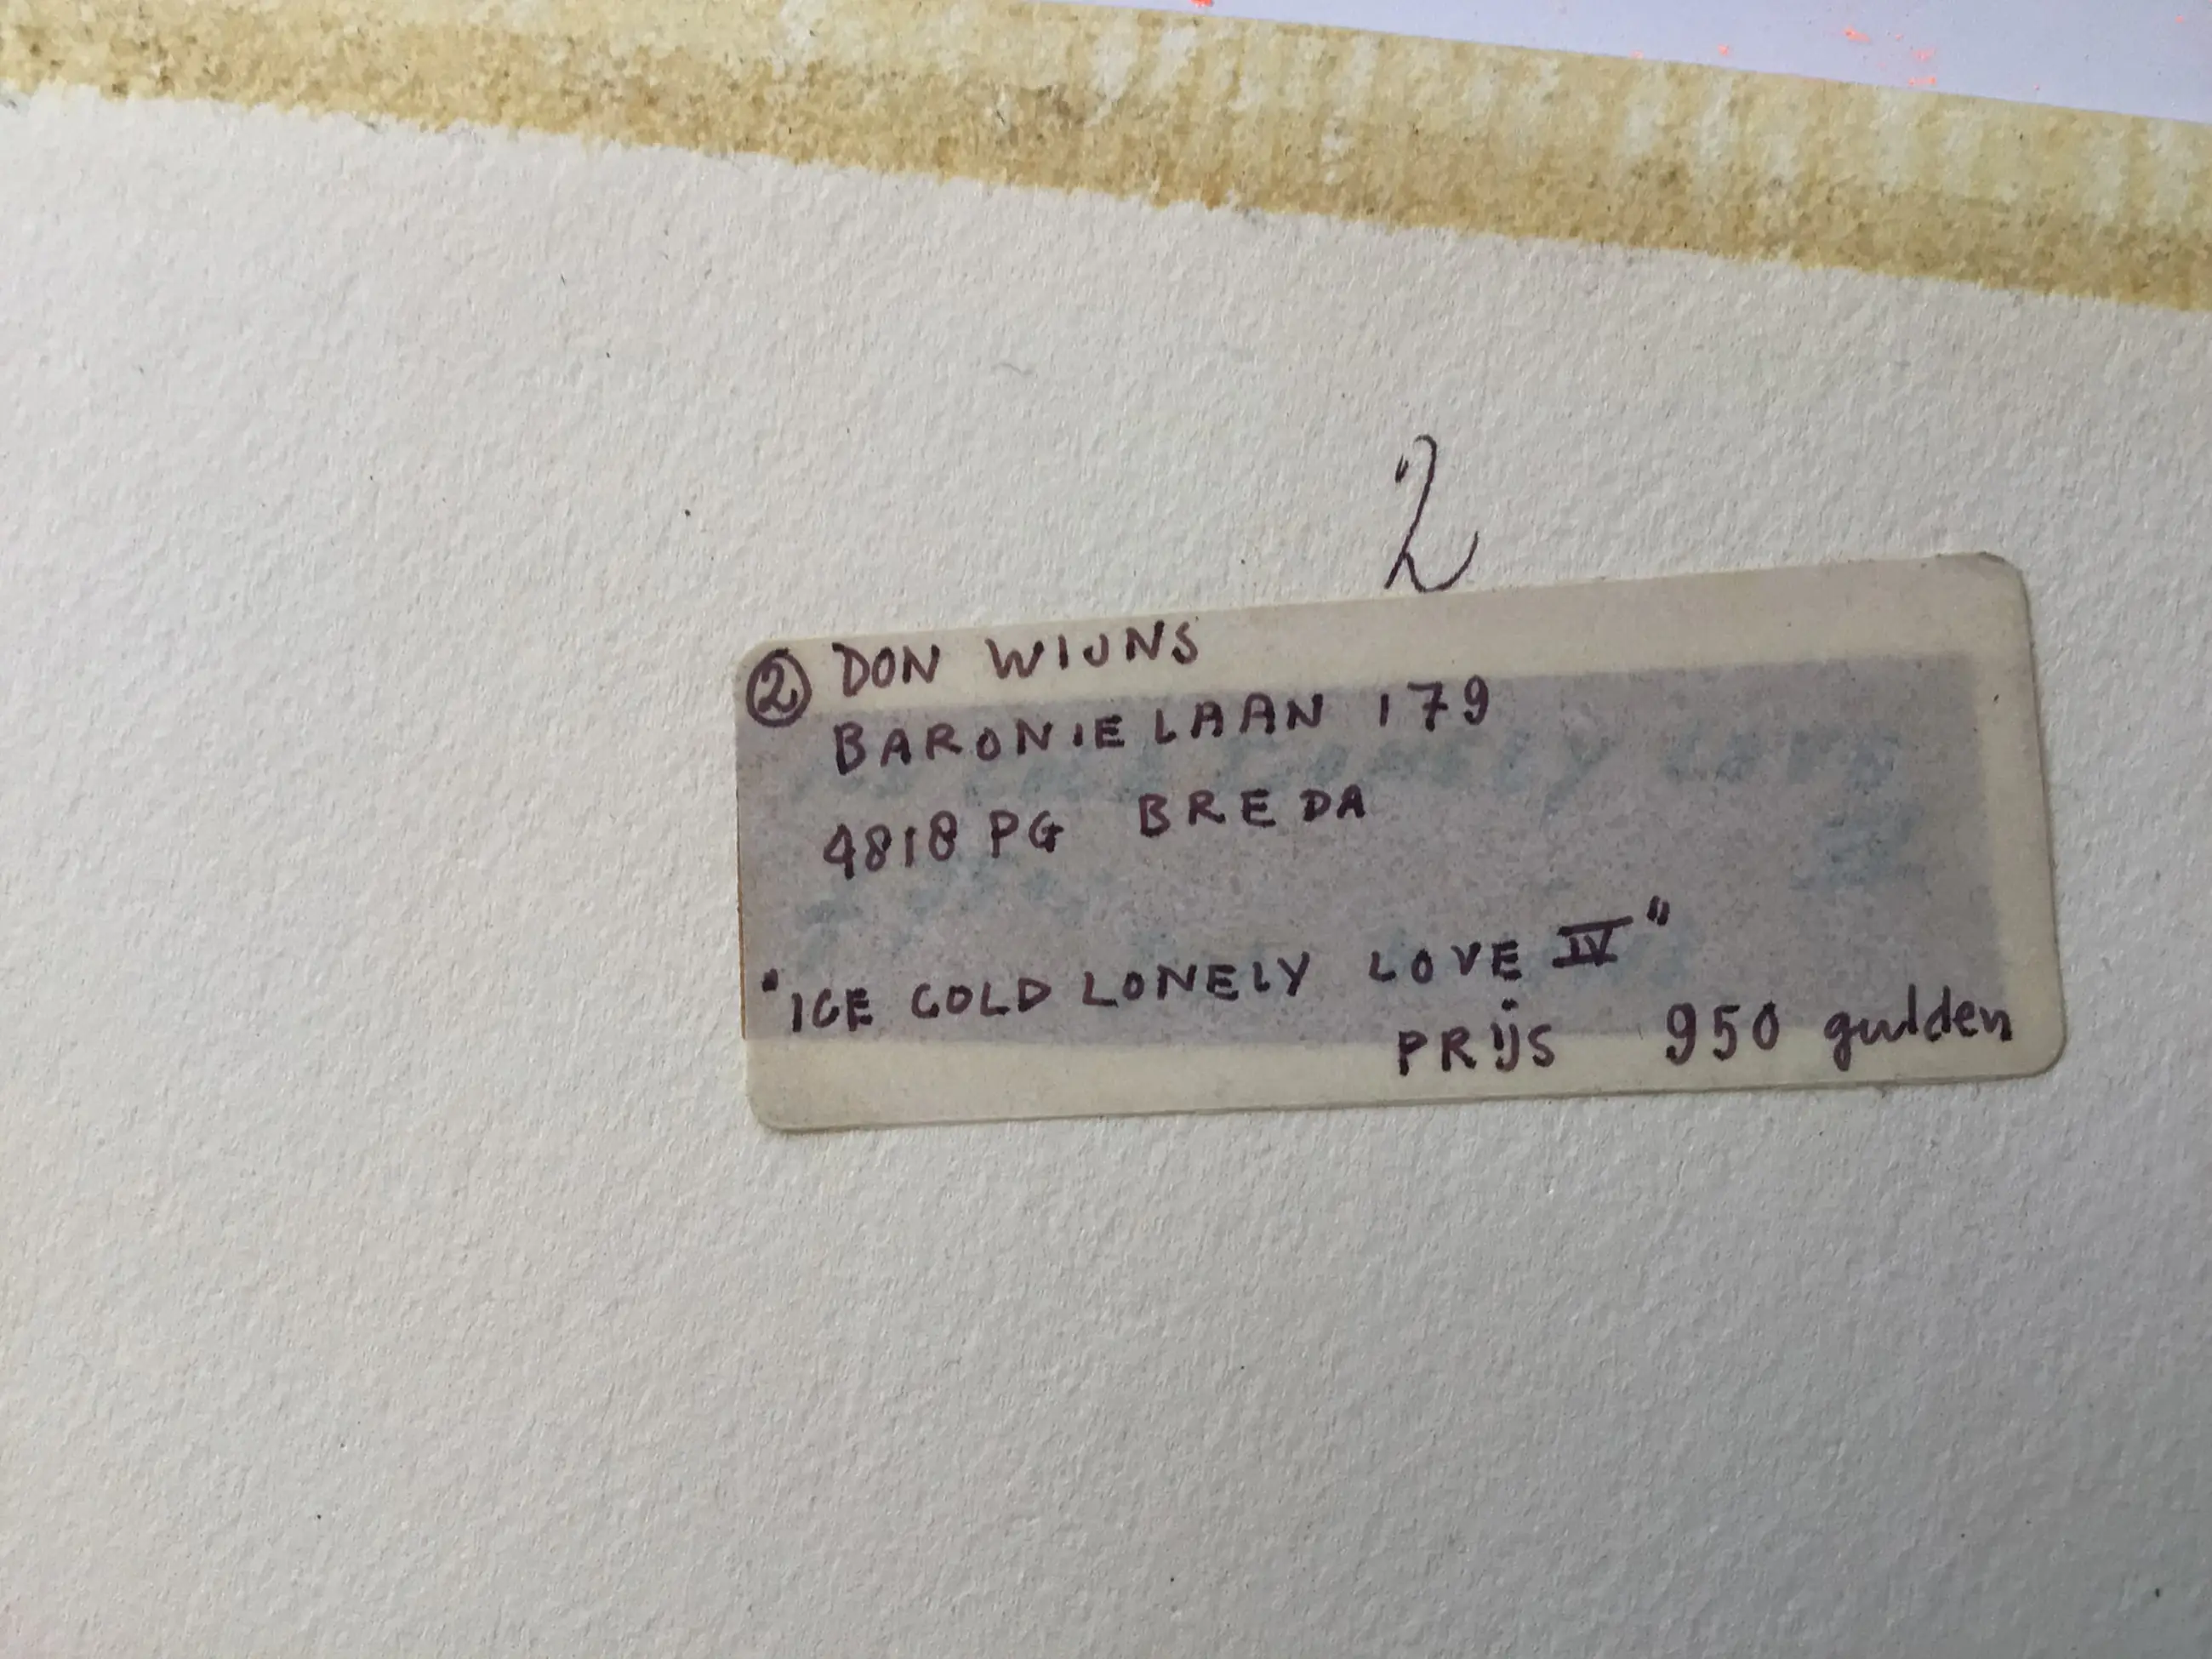 2
② DON WIJNS
BARONIELAAN 179
4818 PG BREDA
"ICE COLD LONELY LOVE IV"
PRIJS 950 gulden